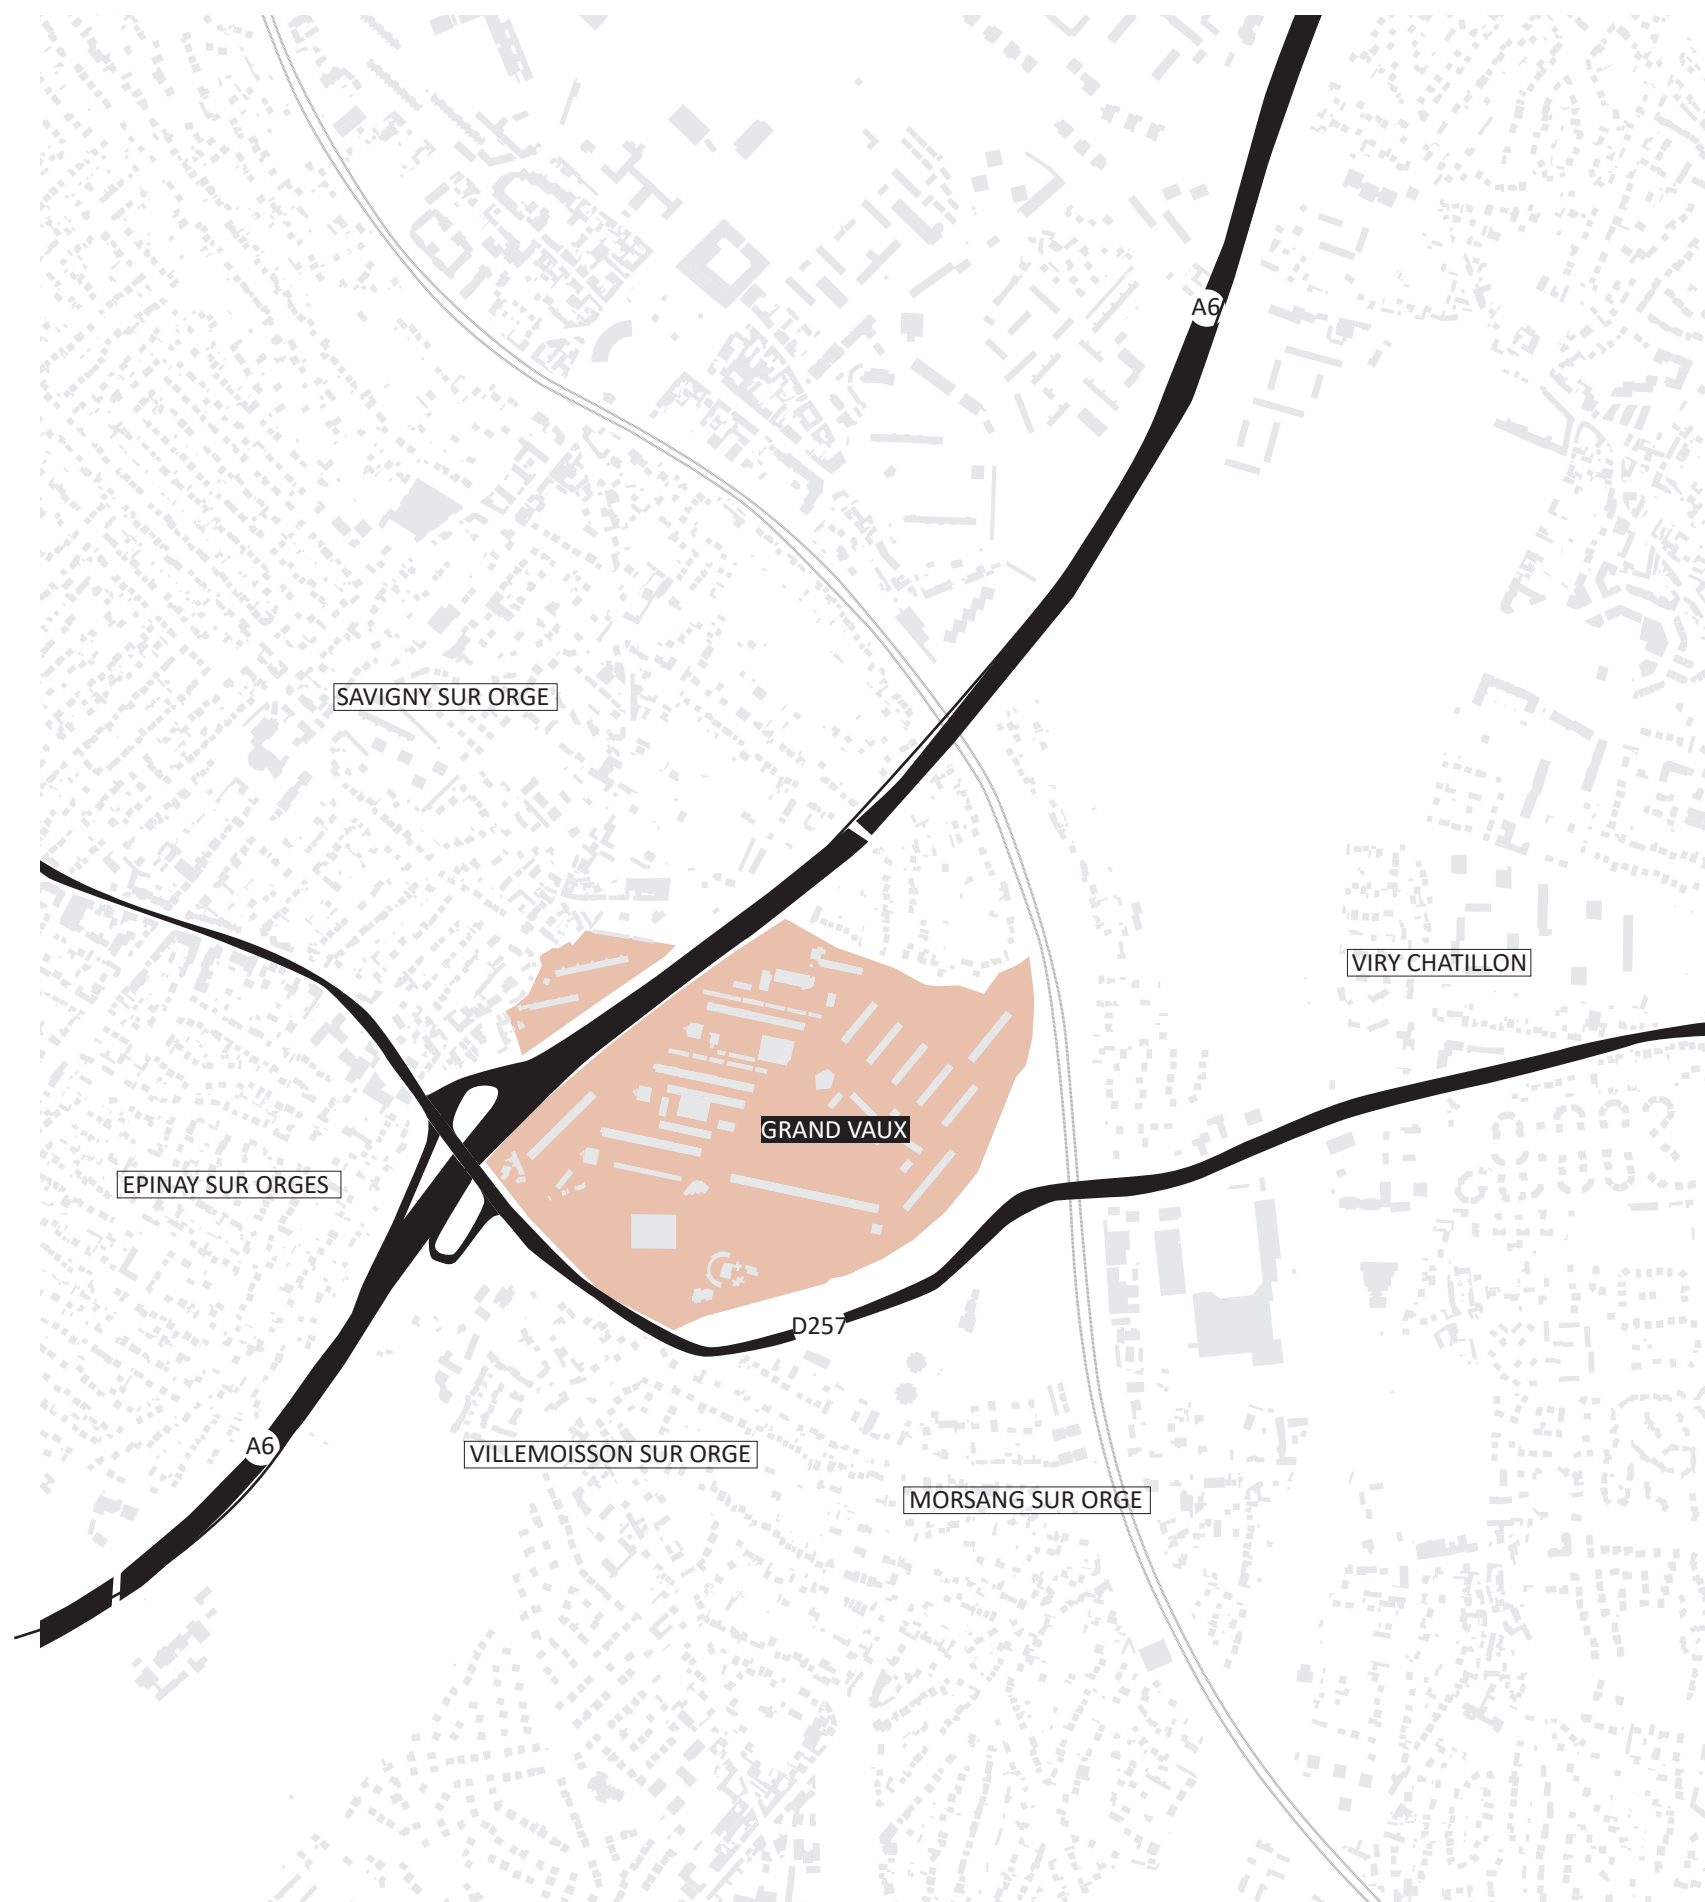 A6
SAVIGNY SUR ORGE
VIRY CHATILLON
GRAND VAUX
EPINAY SUR ORGES
D257
A6
VILLEMOISSON SUR ORGE
MORSANG SUR ORGE